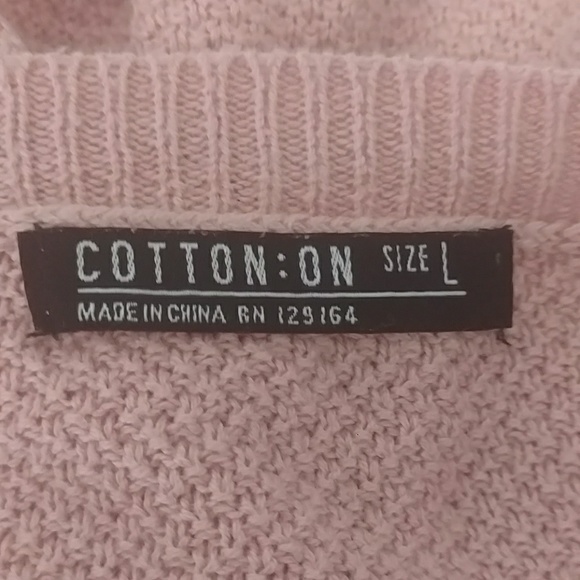 COTTON:ON SIZE L
MADE IN CHINA RN 129164